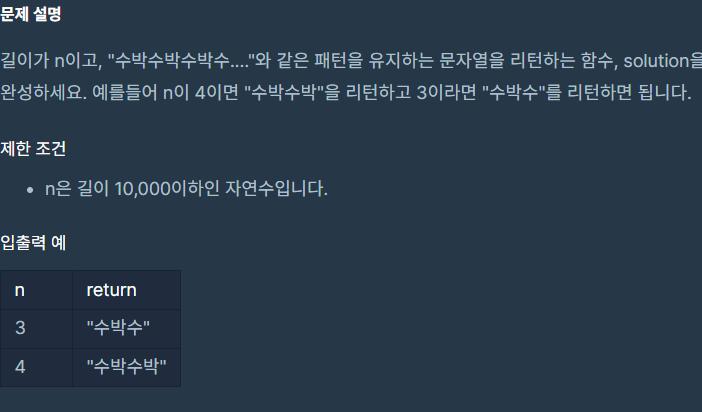 문제 설명
길이가 n이고, "수박수박수박수...."와 같은 패턴을 유지하는 문자열을 리턴하는 함수, solution을
완성하세요. 예를들어 n이 4이면 "수박수박"을 리턴하고 3이라면 "수박수"를 리턴하면 됩니다.
제한 조건
• n은 길이 10,000이하인 자연수입니다.
입출력 예
n return
3 "수박수"
4 "수박수박"